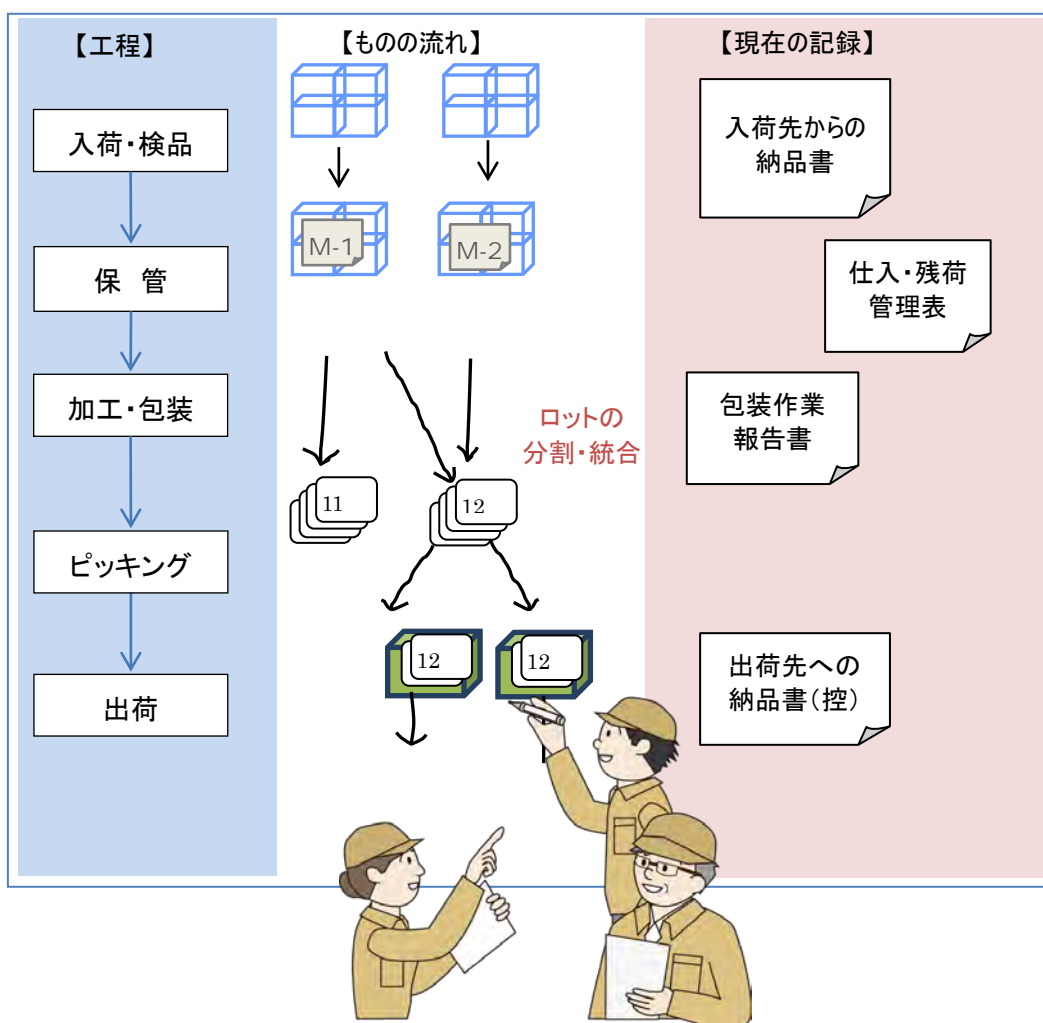 【工程】
【ものの流れ】
【現在の記録】
入荷・検品
入荷先からの
納品書
M-1
M-2
保 管
仕入・残荷
管理表
加工・包装
ロットの
分割・統合
包装作業
報告書
11
12
ピッキング
12
12
出荷
出荷先への
納品書(控)